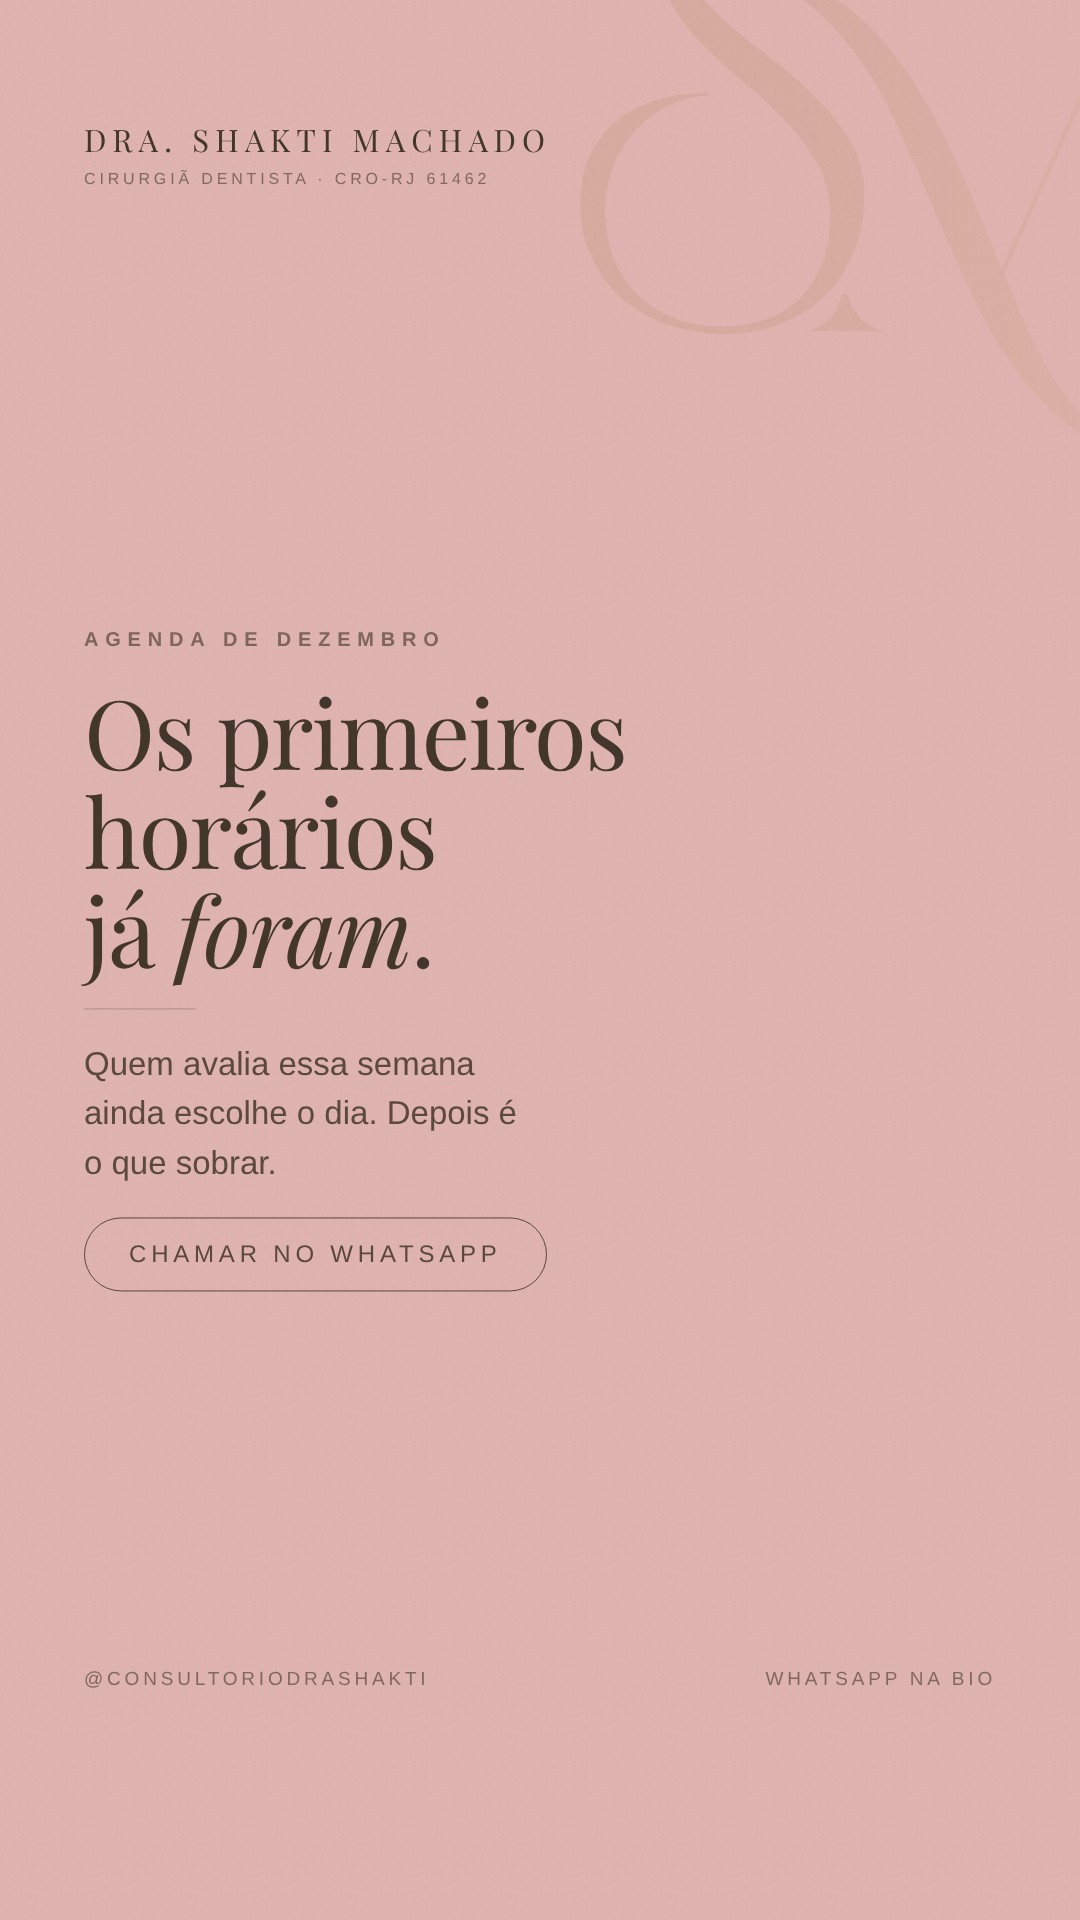 DRA. SHAKTI MACHADO
CIRURGIÃ DENTISTA · CRO-RJ 61462
AGENDA DE DEZEMBRO
Os primeiros
horários
já foram.
Quem avalia essa semana
ainda escolhe o dia. Depois é
o que sobrar.
CHAMAR NO WHATSAPP
@CONSULTORIODRASHAKTI
WHATSAPP NA BIO